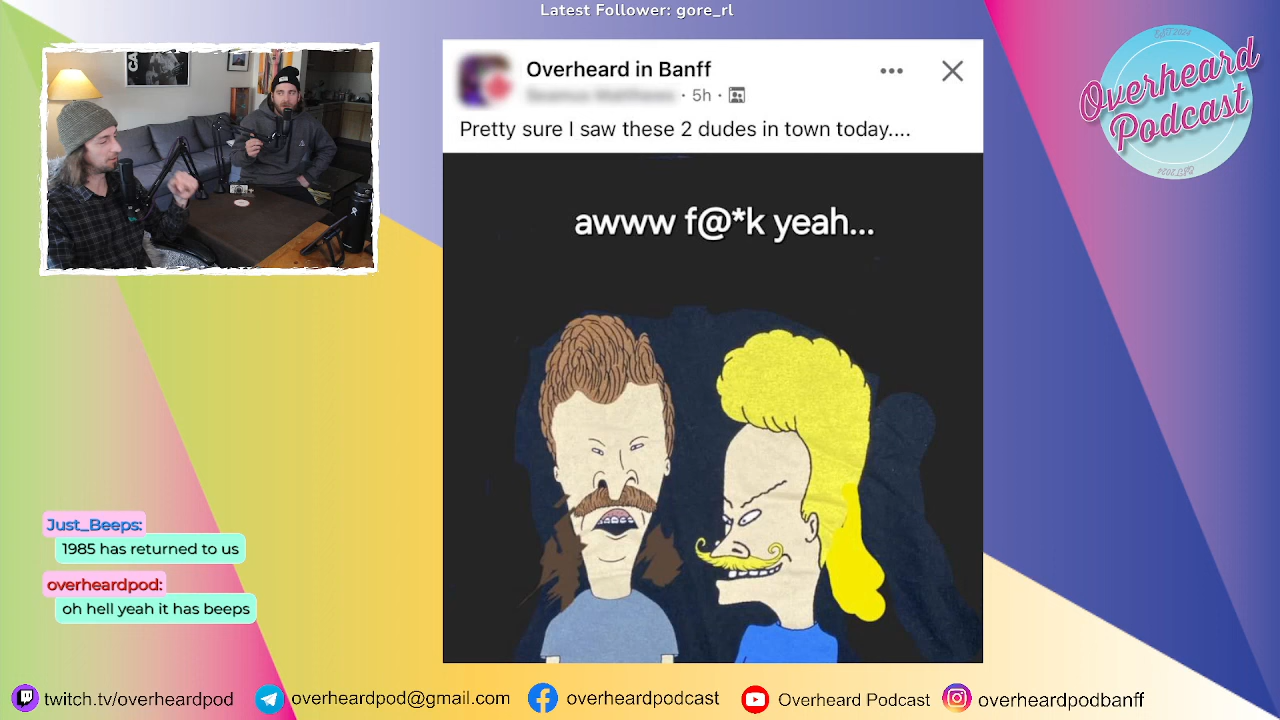 Latest Follower: gore_rl
Overheard in Banff
· 5h ·
Pretty sure I saw these 2 dudes in town today....
awww f@*k yeah...
Overheard
Podcast
Just_Beeps:
1985 has returned to us
overheardpod:
oh hell yeah it has beeps
twitch.tv/overheardpod
overheardpod@gmail.com
overheardpodcast
Overheard Podcast
overheardpodbanff